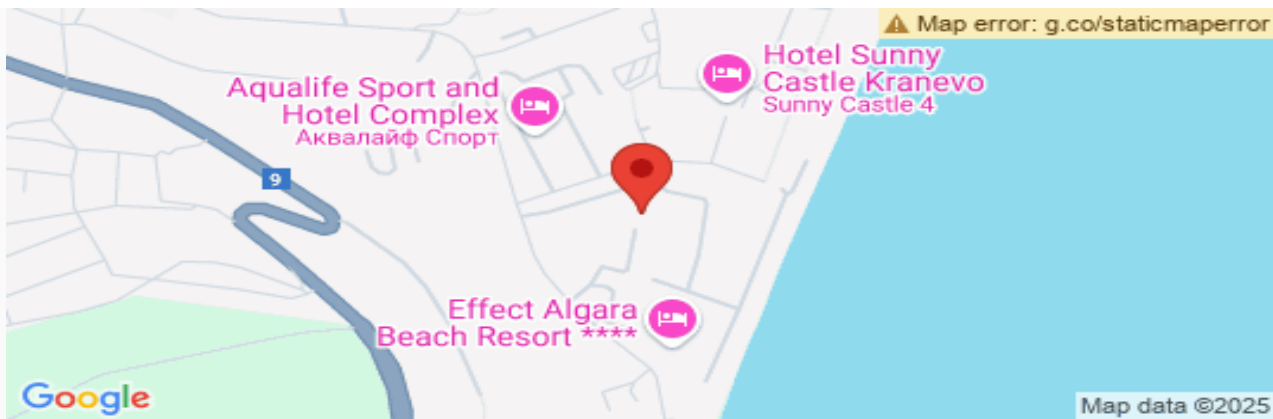 Map error: g.co/staticmaperror
Hotel Sunny
Castle Kranevo
Sunny Castle 4
Aqualife Sport and
Hotel Complex
Аквалайф Спорт
9
Effect Algara
Beach Resort ****
Google
Map data ©2025